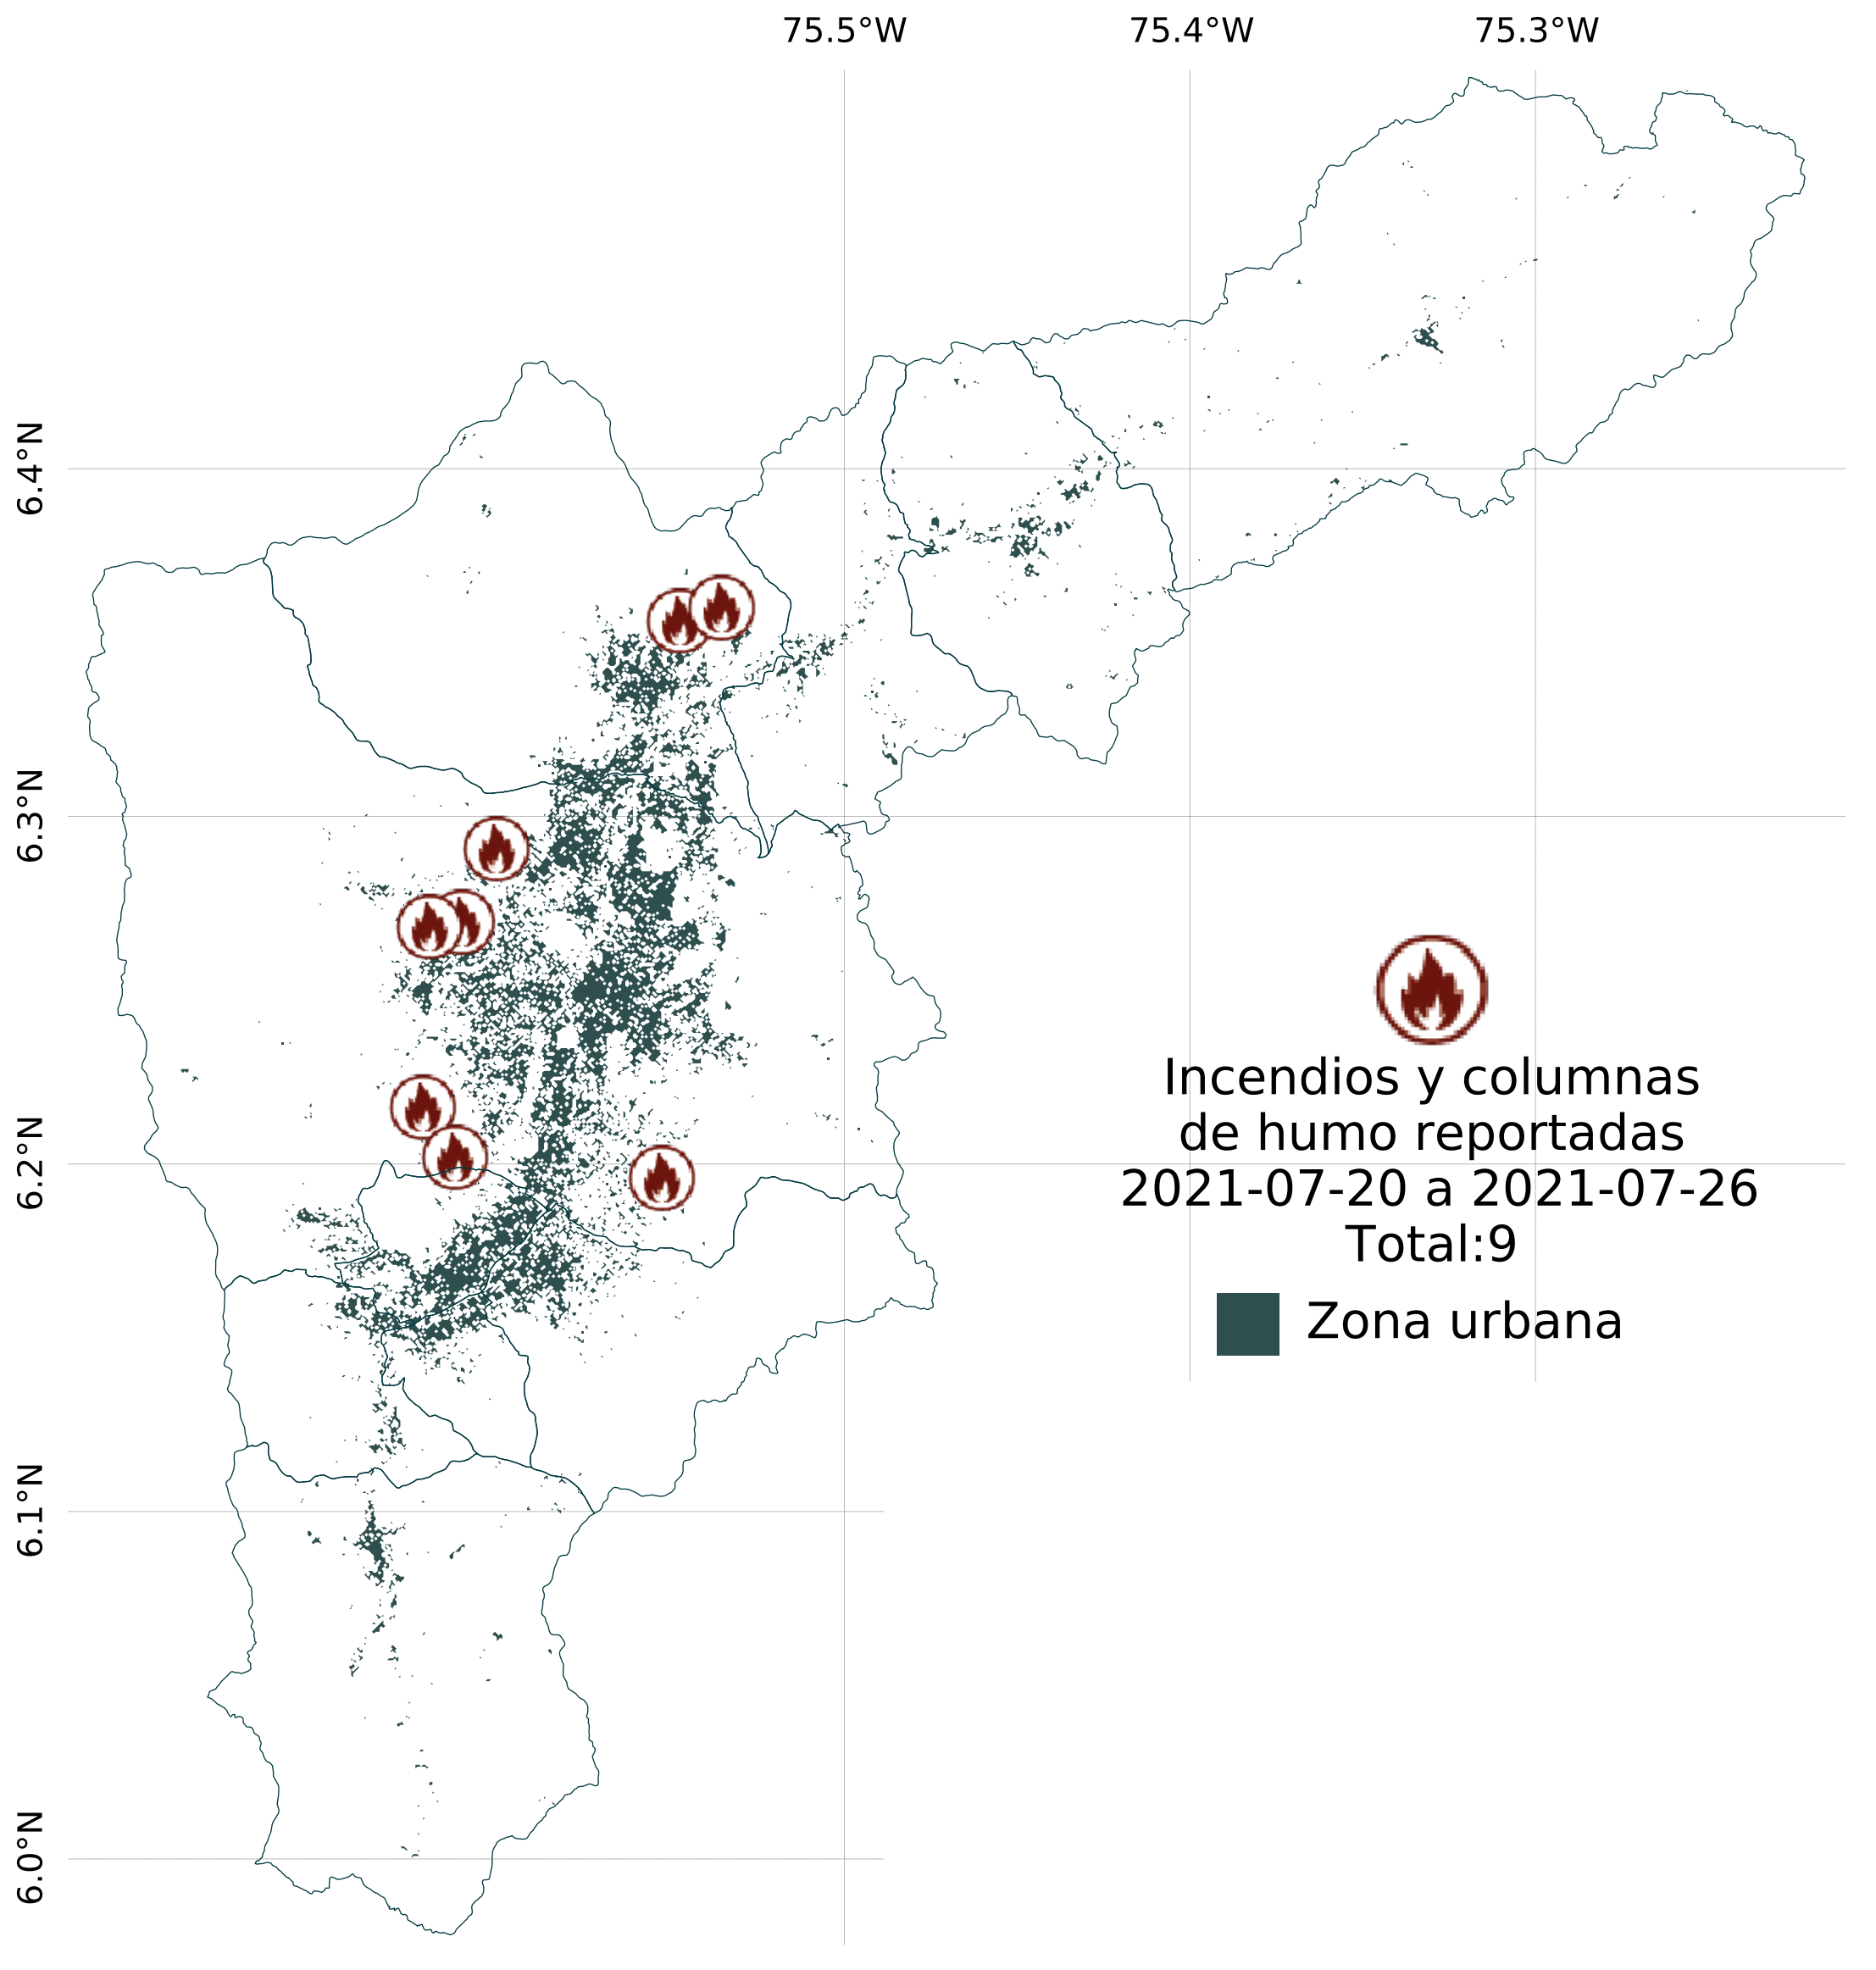 75.5°W
75.4°W
75.3°W
6.4°N
6.3°N
6.2°N
6.1°N
6.0°N
Incendios y columnas
de humo reportadas
2021-07-20 a 2021-07-26
Total:9
Zona urbana